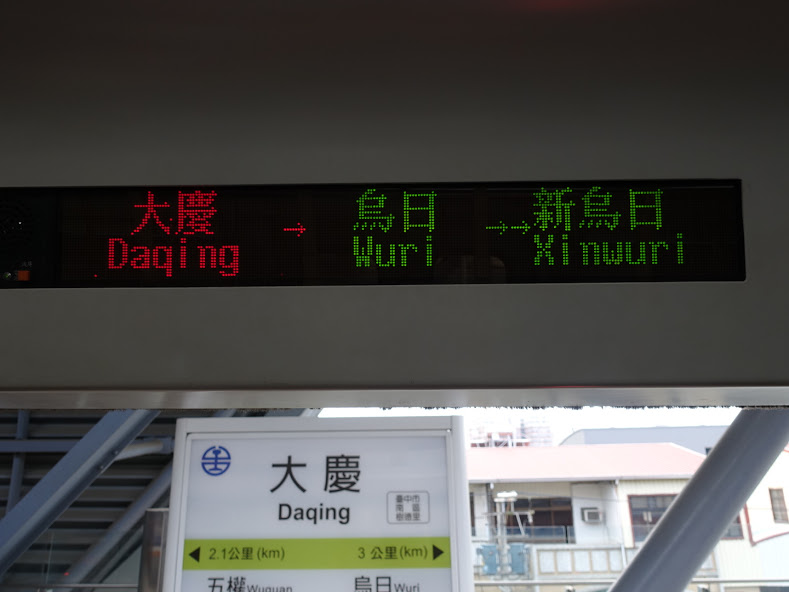 大慶 → 烏日 →→ 新烏日
Daqing Wuri Xinwuri
大慶
Daqing
臺中市
南區
樹德里
◀ 2.1公里(km) 3 公里(km) ▶
五權 Wuquan 烏日 Wuri